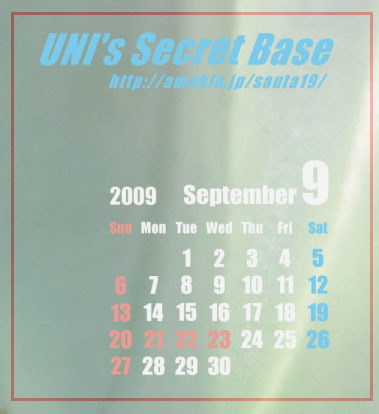 UNI's Secret Base
http://ameblo.jp/sauta19/
2009 September 9
Sun Mon Tue Wed Thu Fri Sat
1 2 3 4 5
6 7 8 9 10 11 12
13 14 15 16 17 18 19
20 21 22 23 24 25 26
27 28 29 30